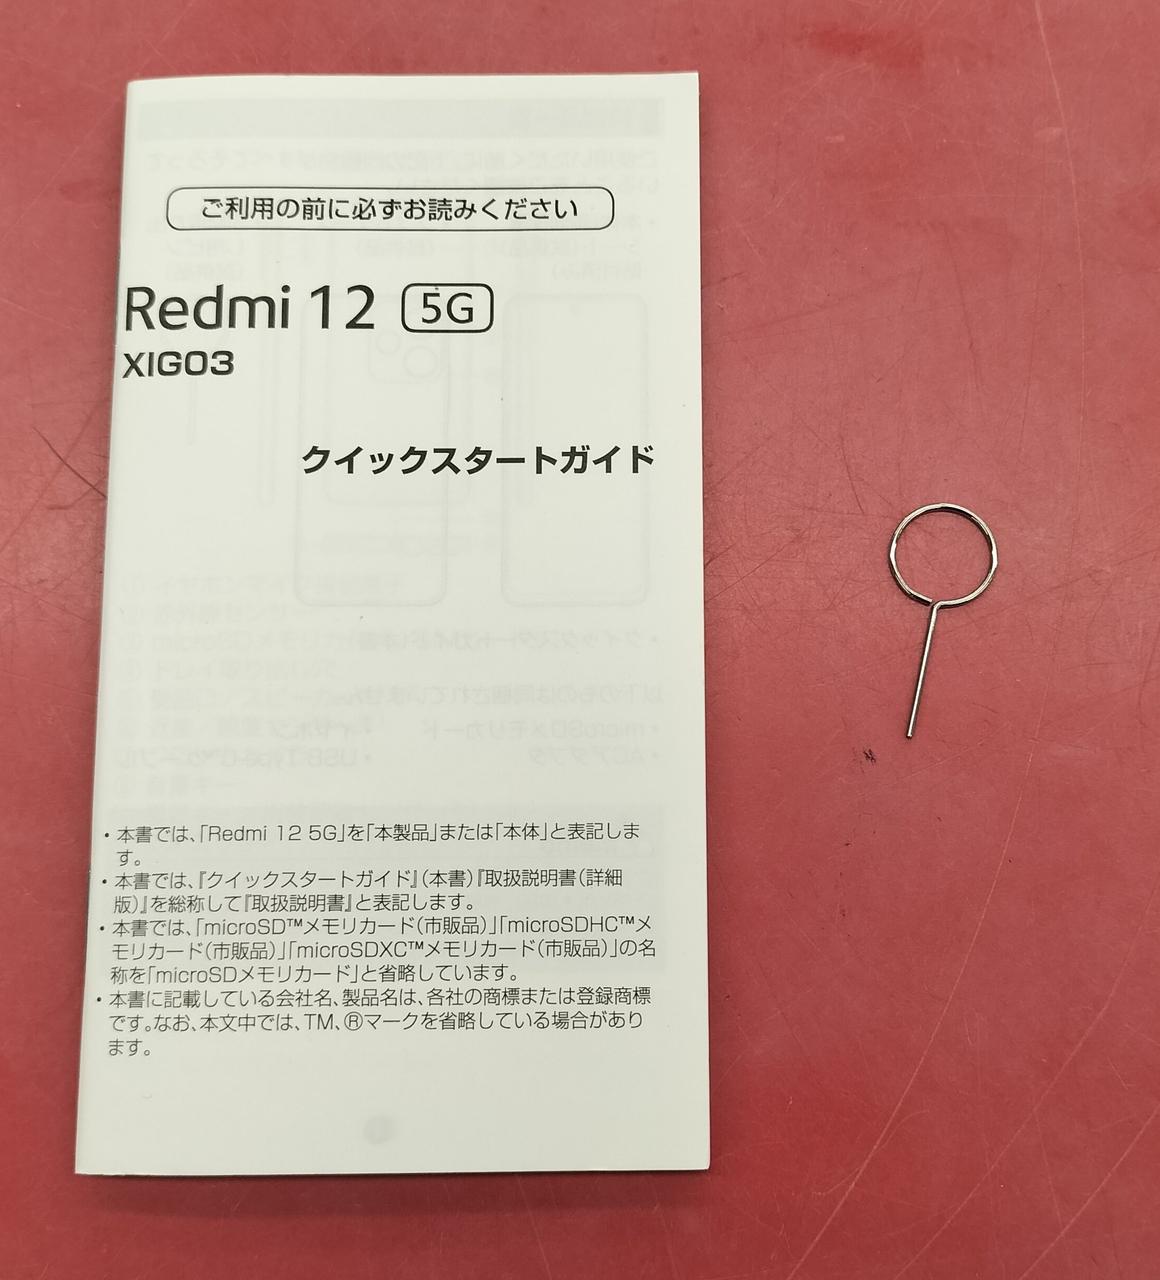 ご利用の前に必ずお読みください
Redmi 12 5G
XIG03
クイックスタートガイド
・本書では、「Redmi 12 5G」を「本製品」または「本体」と表記しま
す。
・本書では、『クイックスタートガイド』（本書）『取扱説明書（詳細
版）』を総称して『取扱説明書』と表記します。
・本書では、「microSD™メモリカード（市販品）」「microSDHC™メ
モリカード（市販品）」「microSDXC™メモリカード（市販品）」の名
称を「microSDメモリカード」と省略しています。
・本書に記載している会社名、製品名は、各社の商標または登録商標
です。なお、本文中では、TM、®マークを省略している場合があり
ます。